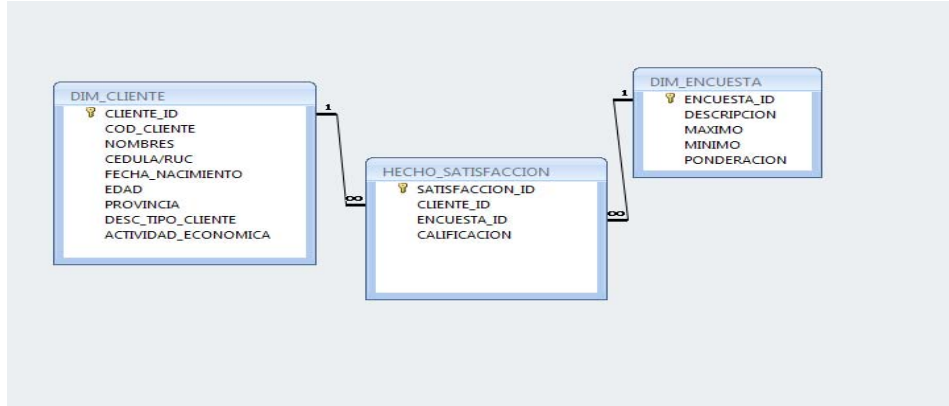 DIM_CLIENTE
CLIENTE_ID
COD_CLIENTE
NOMBRES
CEDULA/RUC
FECHA_NACIMIENTO
EDAD
PROVINCIA
DESC_TIPO_CLIENTE
ACTIVIDAD_ECONOMICA
1
∞
HECHO_SATISFACCION
SATISFACCION_ID
CLIENTE_ID
ENCUESTA_ID
CALIFICACION
∞
1
DIM_ENCUESTA
ENCUESTA_ID
DESCRIPCION
MAXIMO
MINIMO
PONDERACION